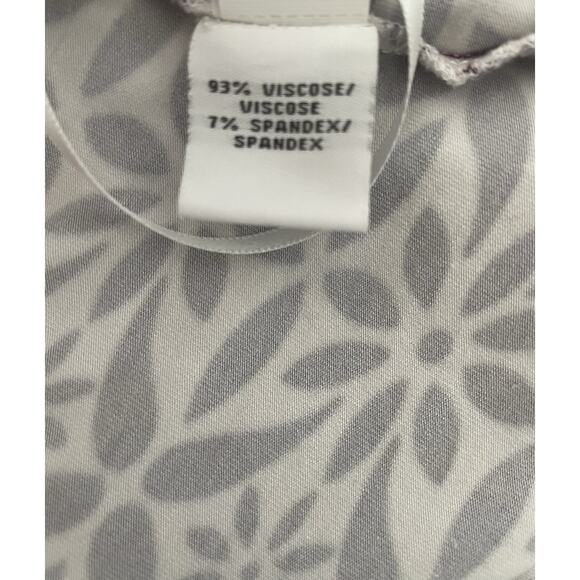 93% VISCOSE/
VISCOSE
7% SPANDEX/
SPANDEX